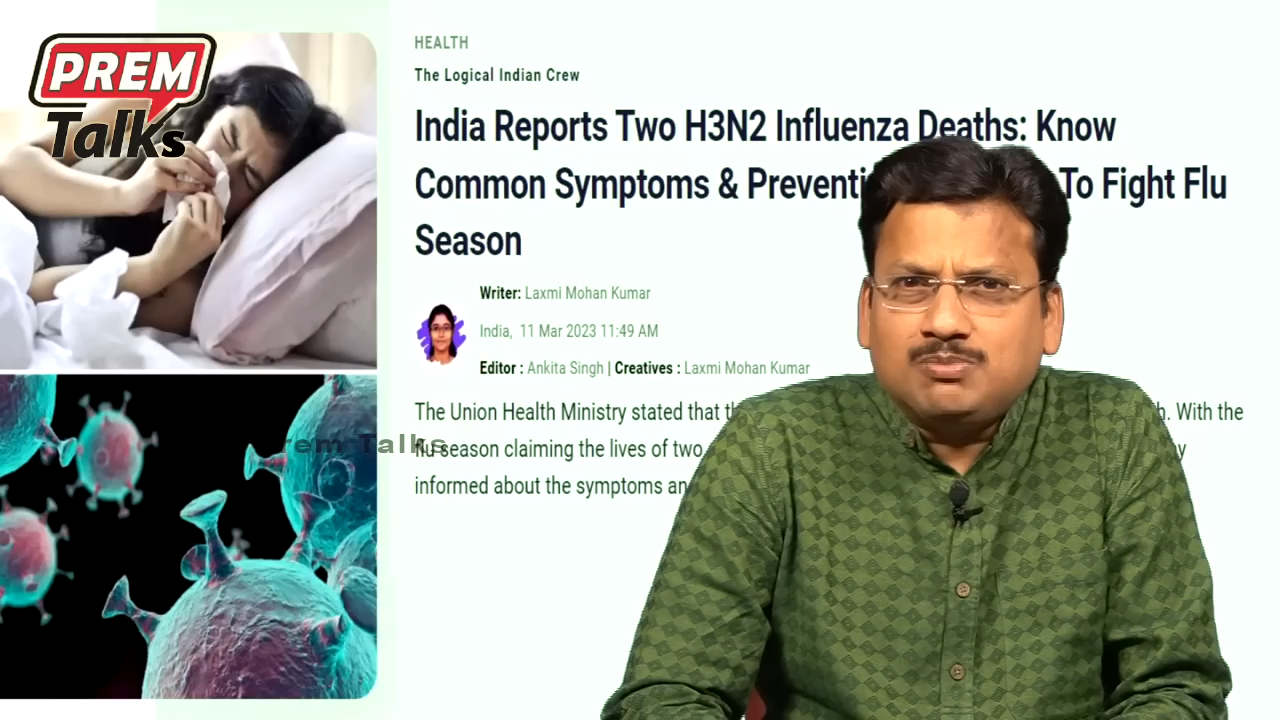 PREM
Talks
HEALTH
The Logical Indian Crew
India Reports Two H3N2 Influenza Deaths: Know
Common Symptoms & To Fight Flu
Season
Writer: Laxmi Mohan Kumar
India, 11 Mar 2023 11:49 AM
Editor : Ankita Singh | Creatives : Laxmi Mohan Kumar
The Union Health Ministry stated that With the
flu season claiming the lives of two
informed about the symptoms
Prem Talks